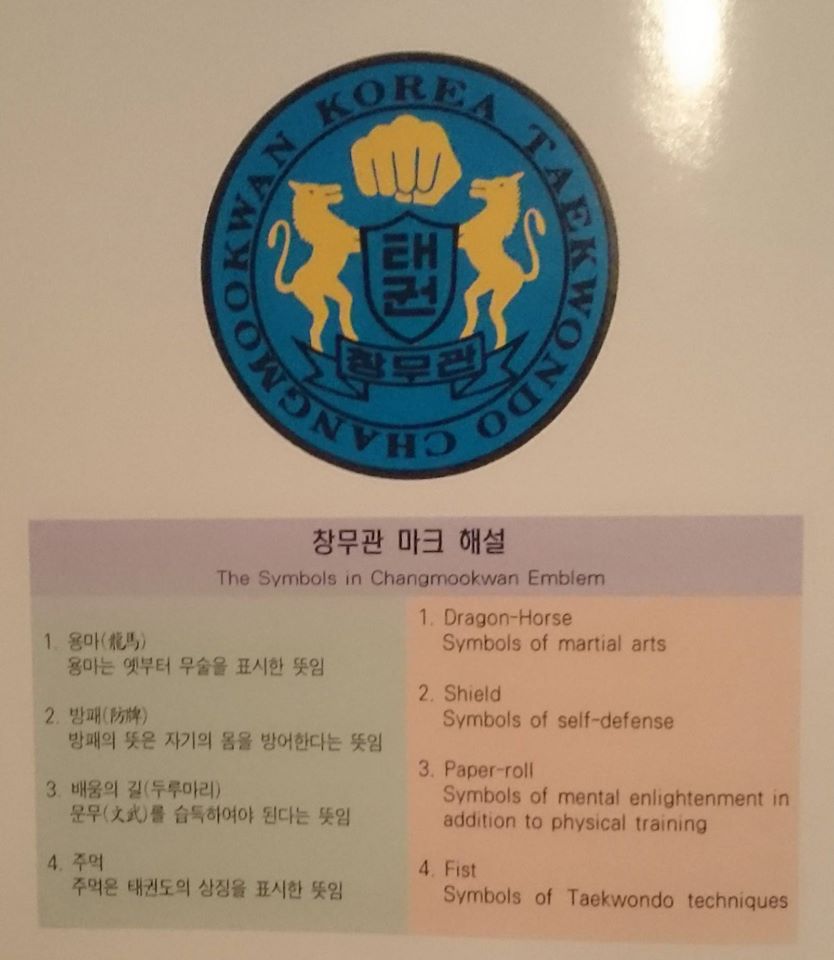 KOREA TAEKWONDO CHANGMOOKWAN
태권
창무관
창무관 마크 해설
The Symbols in Changmookwan Emblem
1. 용마(龍馬)
용마는 옛부터 무술을 표시한 뜻임
2. 방패(防牌)
방패의 뜻은 자기의 몸을 방어한다는 뜻임
3. 배움의 길(두루마리)
문무(文武)를 습득하여야 된다는 뜻임
4. 주먹
주먹은 태권도의 상징을 표시한 뜻임
1. Dragon-Horse
Symbols of martial arts
2. Shield
Symbols of self-defense
3. Paper-roll
Symbols of mental enlightenment in
addition to physical training
4. Fist
Symbols of Taekwondo techniques